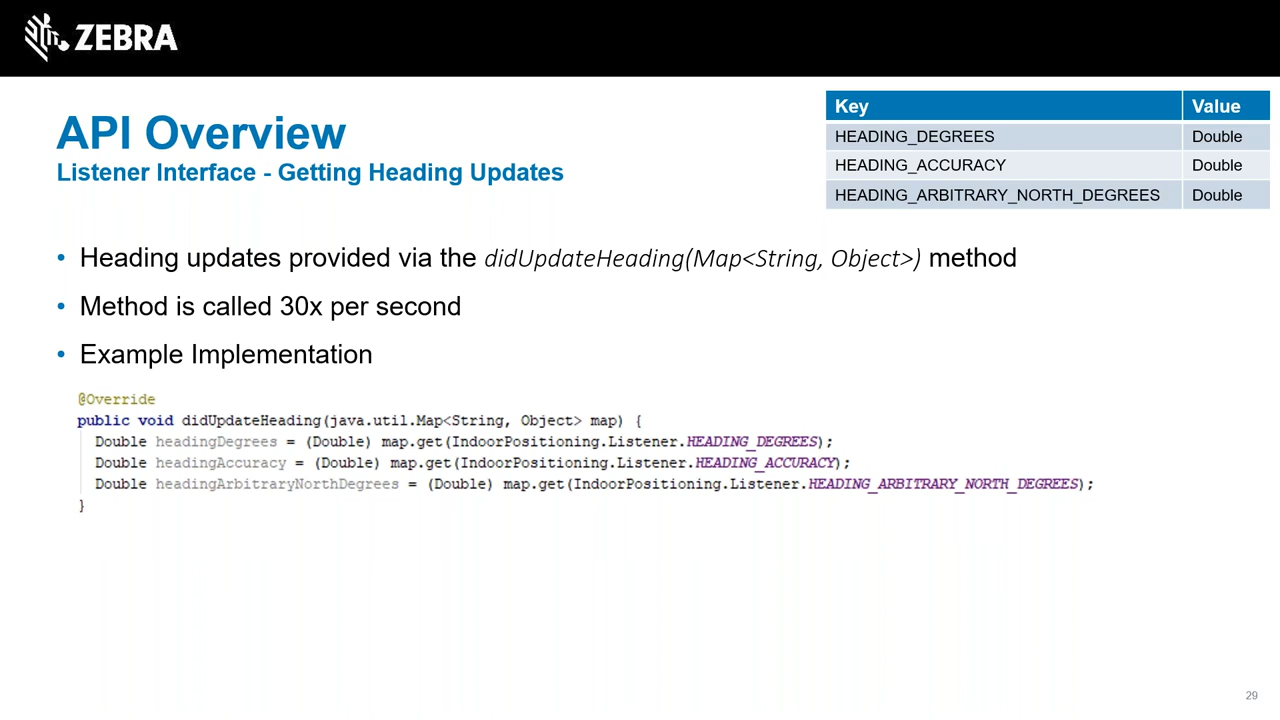 ZEBRA
API Overview
Listener Interface - Getting Heading Updates
Key Value
HEADING_DEGREES Double
HEADING_ACCURACY Double
HEADING_ARBITRARY_NORTH_DEGREES Double
• Heading updates provided via the didUpdateHeading(Map<String, Object>) method
• Method is called 30x per second
• Example Implementation
@Override
public void didUpdateHeading(java.util.Map<String, Object> map) {
Double headingDegrees = (Double) map.get(IndoorPositioning.Listener.HEADING_DEGREES);
Double headingAccuracy = (Double) map.get(IndoorPositioning.Listener.HEADING_ACCURACY);
Double headingArbitraryNorthDegrees = (Double) map.get(IndoorPositioning.Listener.HEADING_ARBITRARY_NORTH_DEGREES);
}
29